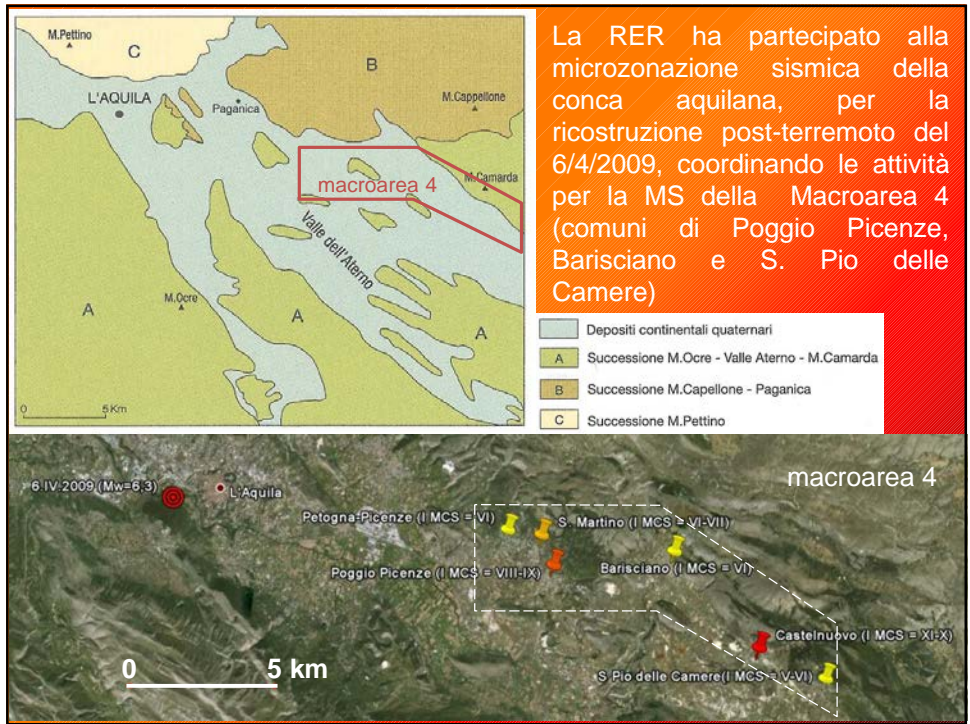 M.Pettino
C
B
L'AQUILA
Paganica
M.Cappellone
macroarea 4
M.Camarda
Valle dell'Aterno
A
M.Ocre
A
A
0 5 Km
La RER ha partecipato alla
microzonazione sismica della
conca aquilana, per la
ricostruzione post-terremoto del
6/4/2009, coordinando le attività
per la MS della Macroarea 4
(comuni di Poggio Picenze,
Barisciano e S. Pio delle
Camere)
Depositi continentali quaternari
A Successione M.Ocre - Valle Aterno - M.Camarda
B Successione M.Capellone - Paganica
C Successione M.Pettino
macroarea 4
6.IV.2009 (Mw=6,3)
L'Aquila
Petogna-Picenze (I MCS = VI)
S. Martino (I MCS = VI-VII)
Poggio Picenze (I MCS = VIII-IX)
Barisciano (I MCS = VI)
Castelnuovo (I MCS = XI-X)
S Pio delle Camere(I MCS = V-VI)
0 5 km